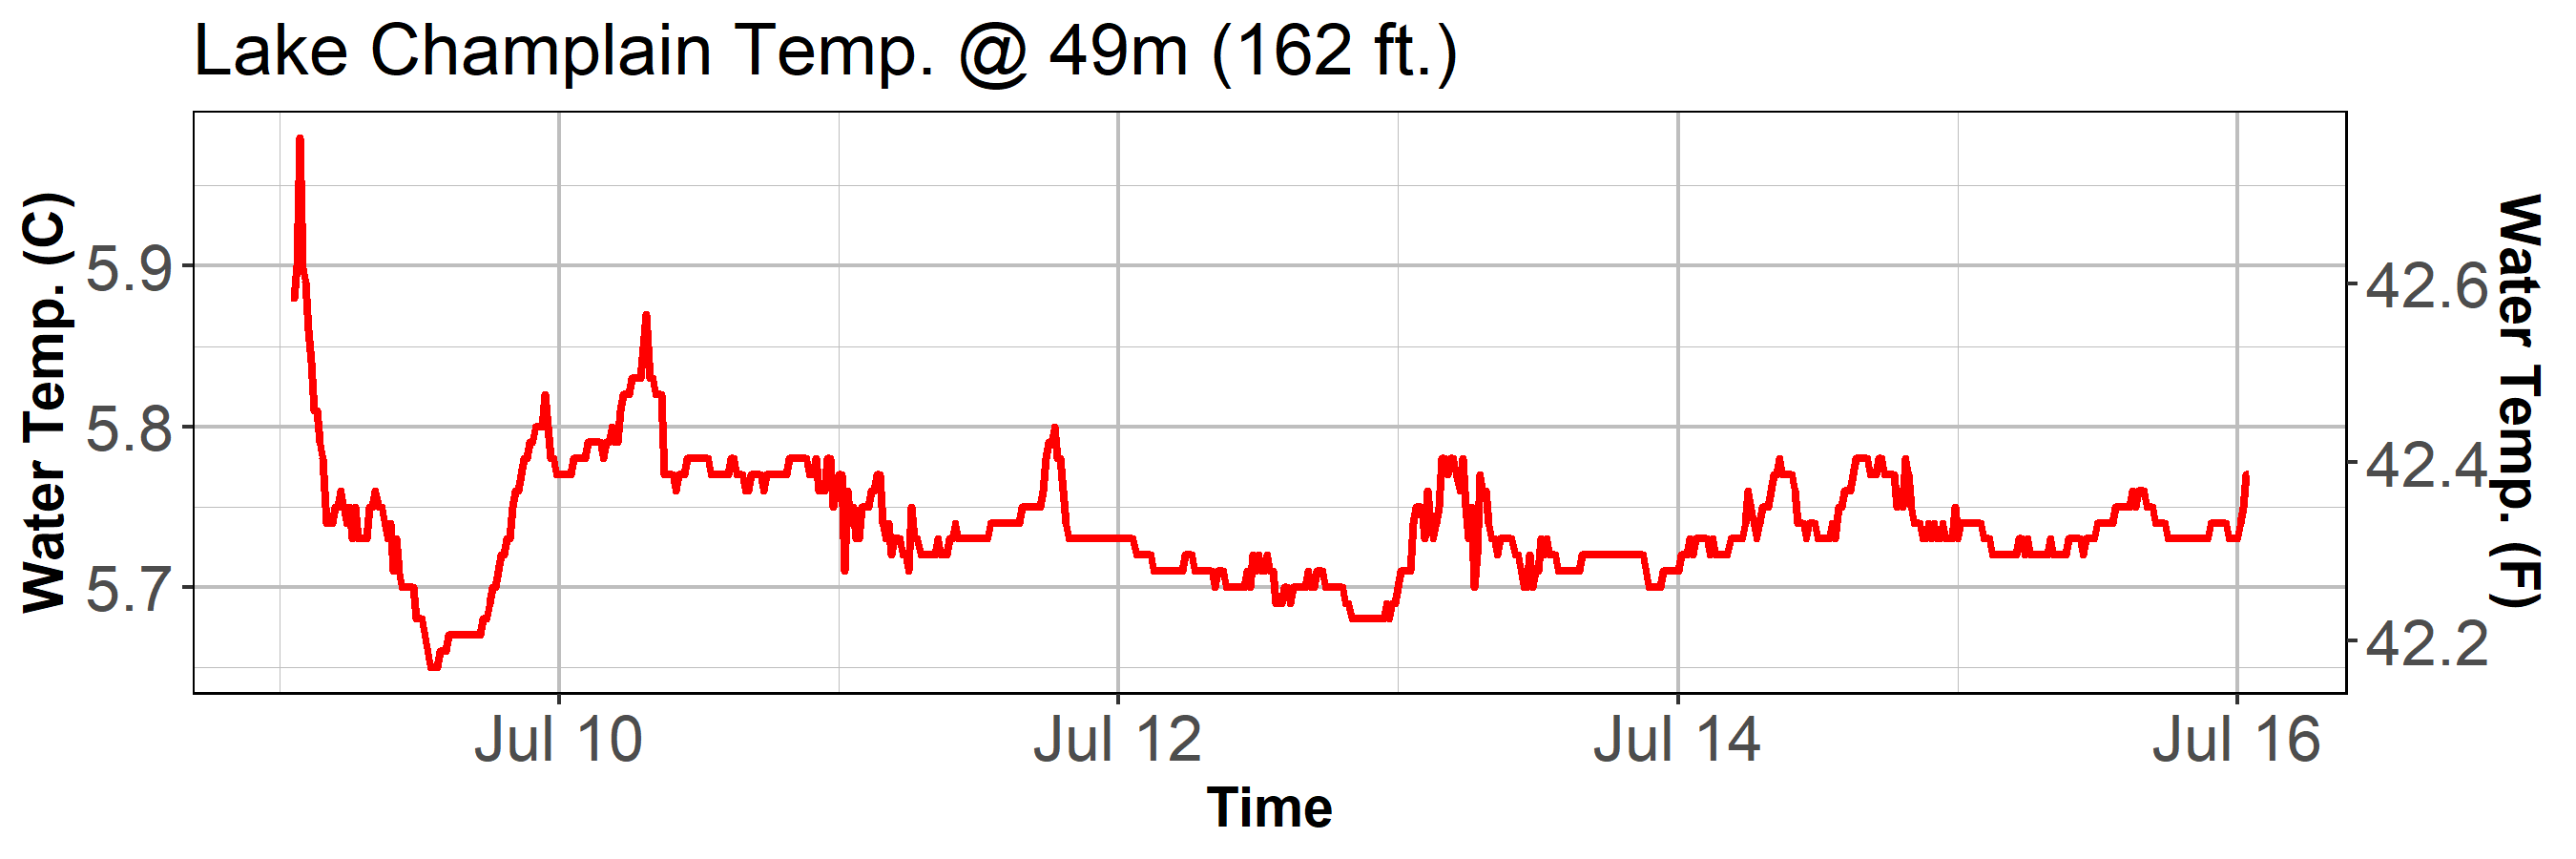 Lake Champlain Temp. @ 49m (162 ft.)
Water Temp. (C)
5.9
5.8
5.7
42.6
42.4
42.2
Water Temp. (F)
Jul 10
Jul 12
Jul 14
Jul 16
Time